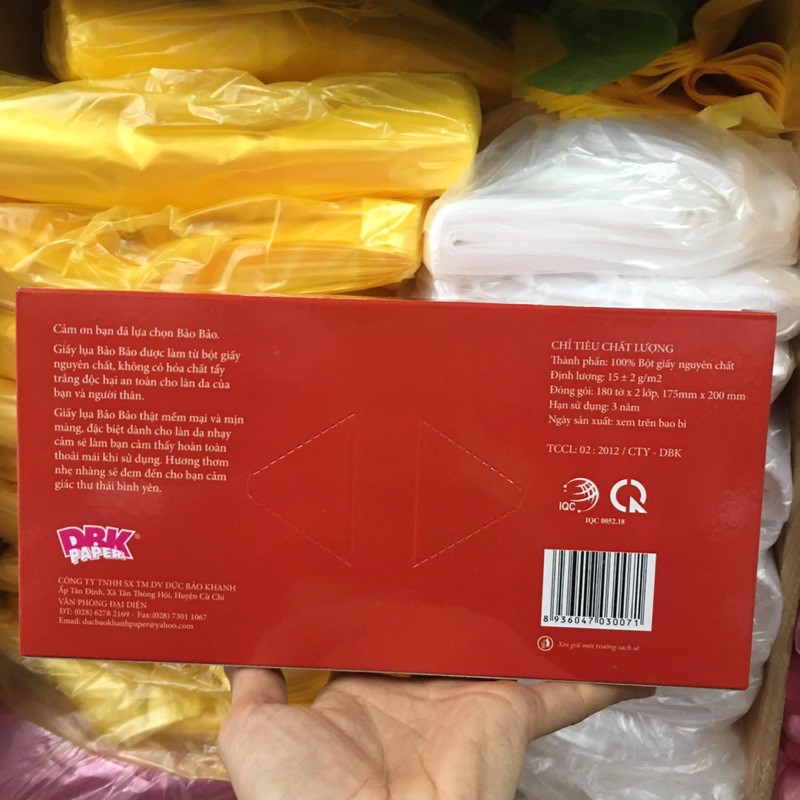 Cảm ơn bạn đã lựa chọn Bảo Bảo.
Giấy lụa Bảo Bảo được làm từ bột giấy
nguyên chất, không có hóa chất tẩy
trắng độc hại an toàn cho làn da của
bạn và người thân.
Giấy lụa Bảo Bảo thật mềm mại và mịn
màng, đặc biệt dành cho làn da nhạy
cảm sẽ làm bạn cảm thấy hoàn toàn
thoải mái khi sử dụng. Hương thơm
nhẹ nhàng sẽ đem đến cho bạn cảm
giác thư thái bình yên.
DBK®
PAPER
CÔNG TY TNHH SX TM DV ĐỨC BẢO KHANH
Ấp Tân Định, Xã Tân Thông Hội, Huyện Củ Chi
VĂN PHÒNG ĐẠI DIỆN
ĐT: (028) 6278 2169 - Fax:(028) 7301 1067
Email: ducbaokhanhpaper@yahoo.com
CHỈ TIÊU CHẤT LƯỢNG
Thành phần: 100% Bột giấy nguyên chất
Định lượng: 15 ± 2 g/m2
Đóng gói: 180 tờ x 2 lớp, 175mm x 200 mm
Hạn sử dụng: 3 năm
Ngày sản xuất: xem trên bao bì
TCCL: 02 : 2012 / CTY - DBK
IQC
IQC 0052.18
8 936047 030071
Xin giữ môi trường sạch sẽ